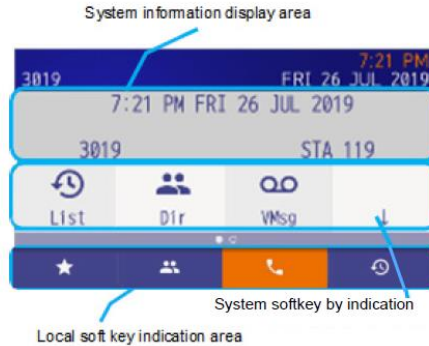 System information display area
7:21 PM
3019 FRI 26 JUL 2019
7:21 PM FRI 26 JUL 2019
3019 STA 119
List Dir VMsg ↓
System softkey by indication
Local soft key indication area